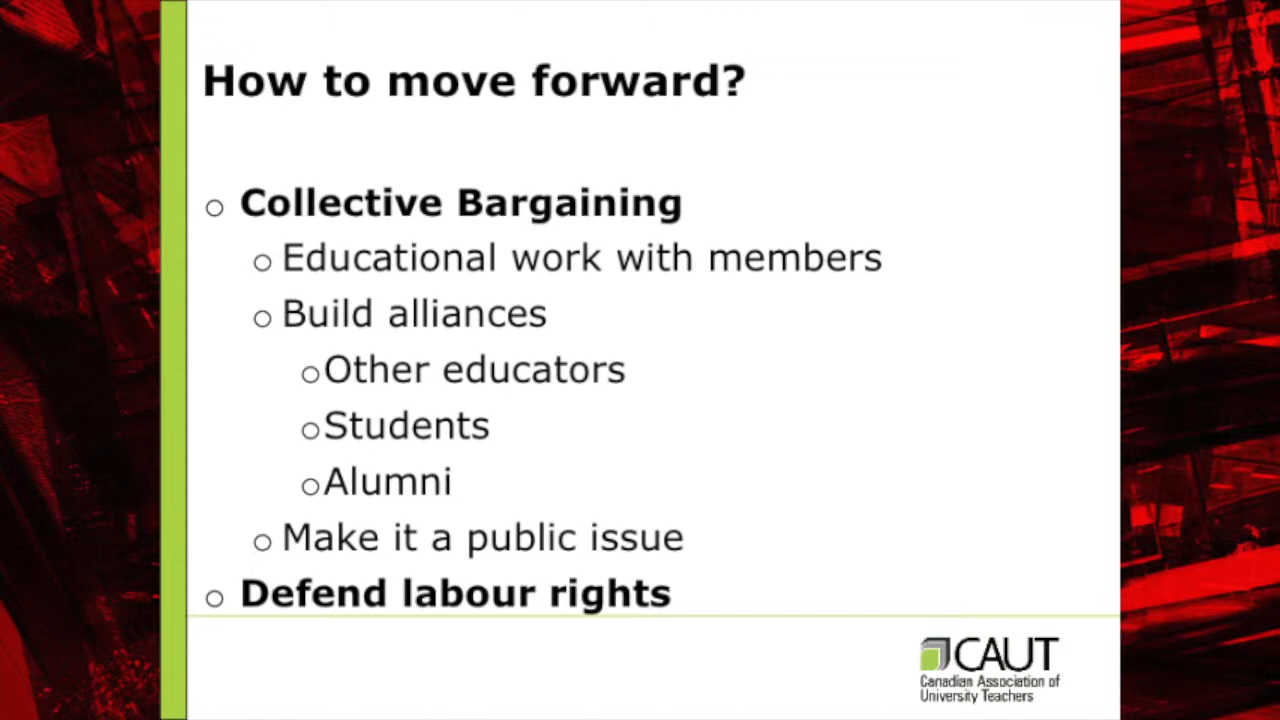 How to move forward?
o Collective Bargaining
o Educational work with members
o Build alliances
o Other educators
o Students
o Alumni
o Make it a public issue
o Defend labour rights
CAUT
Canadian Association of
University Teachers